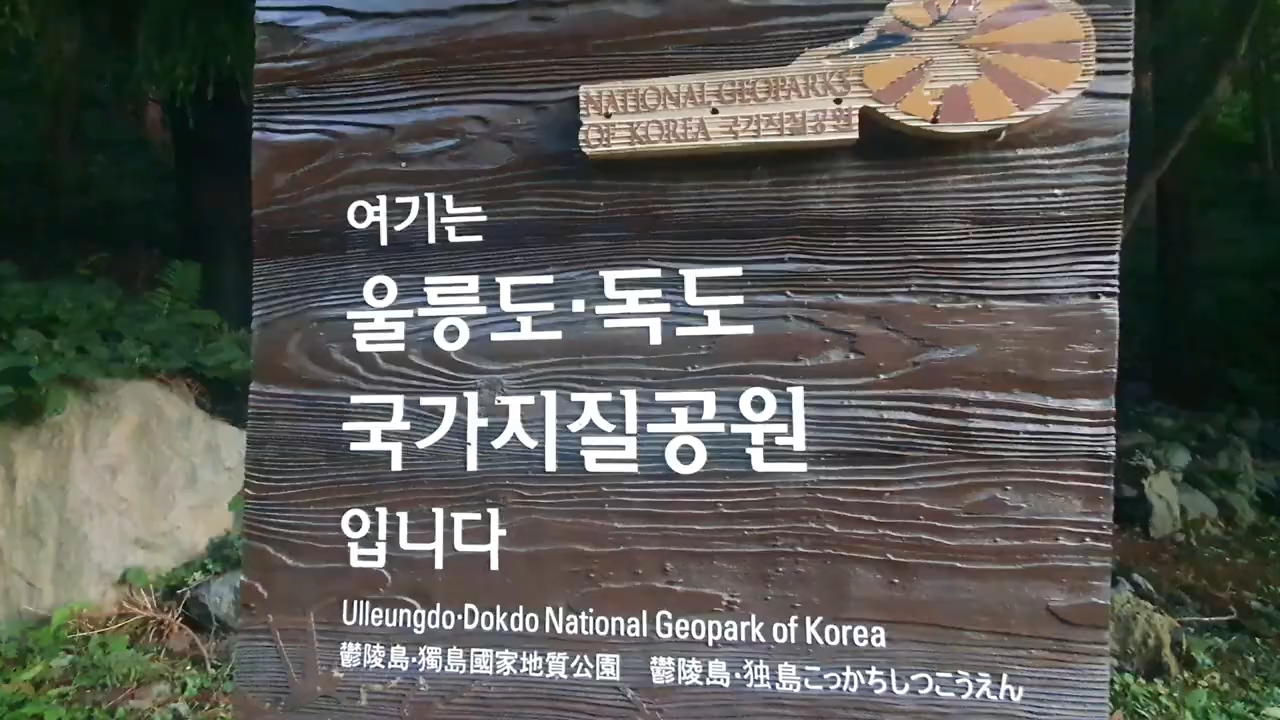 NATIONAL GEOPARKS
OF KOREA 국가지질공원
여기는
울릉도·독도
국가지질공원
입니다
Ulleungdo·Dokdo National Geopark of Korea
鬱陵島·獨島國家地質公園 鬱陵島·独島こっかちしつこうえん